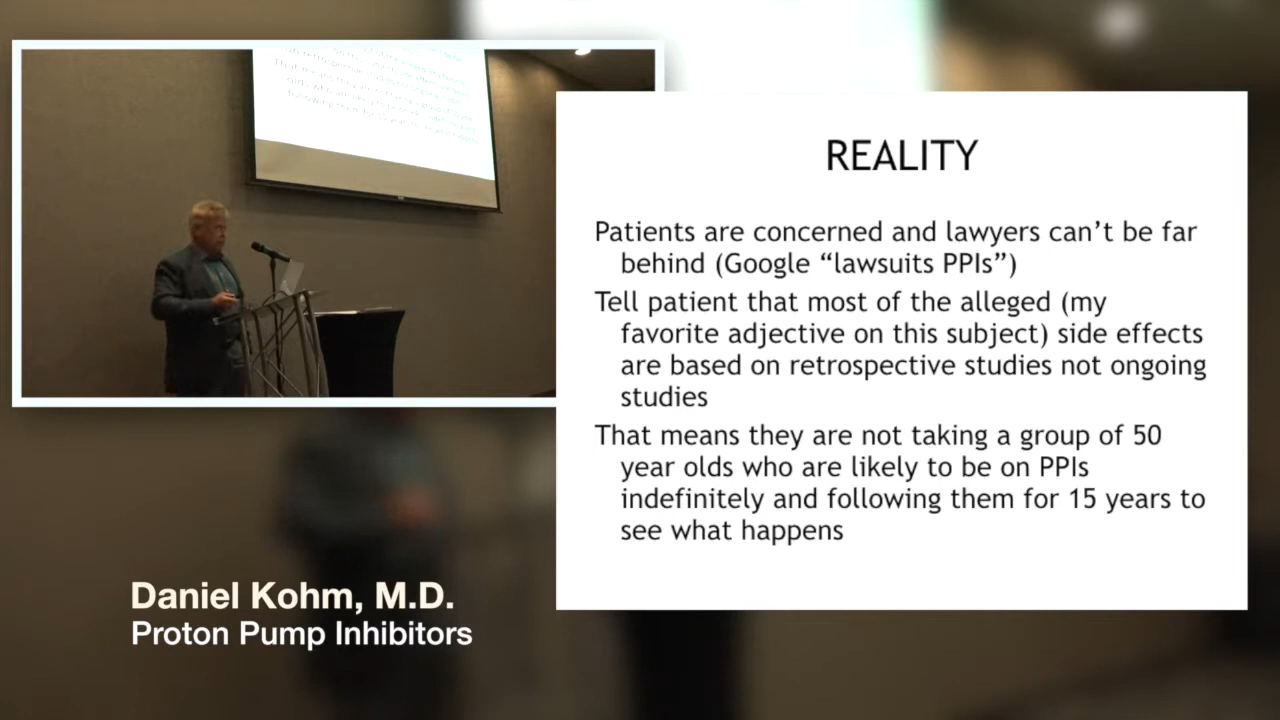 REALITY
Patients are concerned and lawyers can’t be far
behind (Google “lawsuits PPIs”)
Tell patient that most of the alleged (my
favorite adjective on this subject) side effects
are based on retrospective studies not ongoing
studies
That means they are not taking a group of 50
year olds who are likely to be on PPIs
indefinitely and following them for 15 years to
see what happens
Daniel Kohm, M.D.
Proton Pump Inhibitors